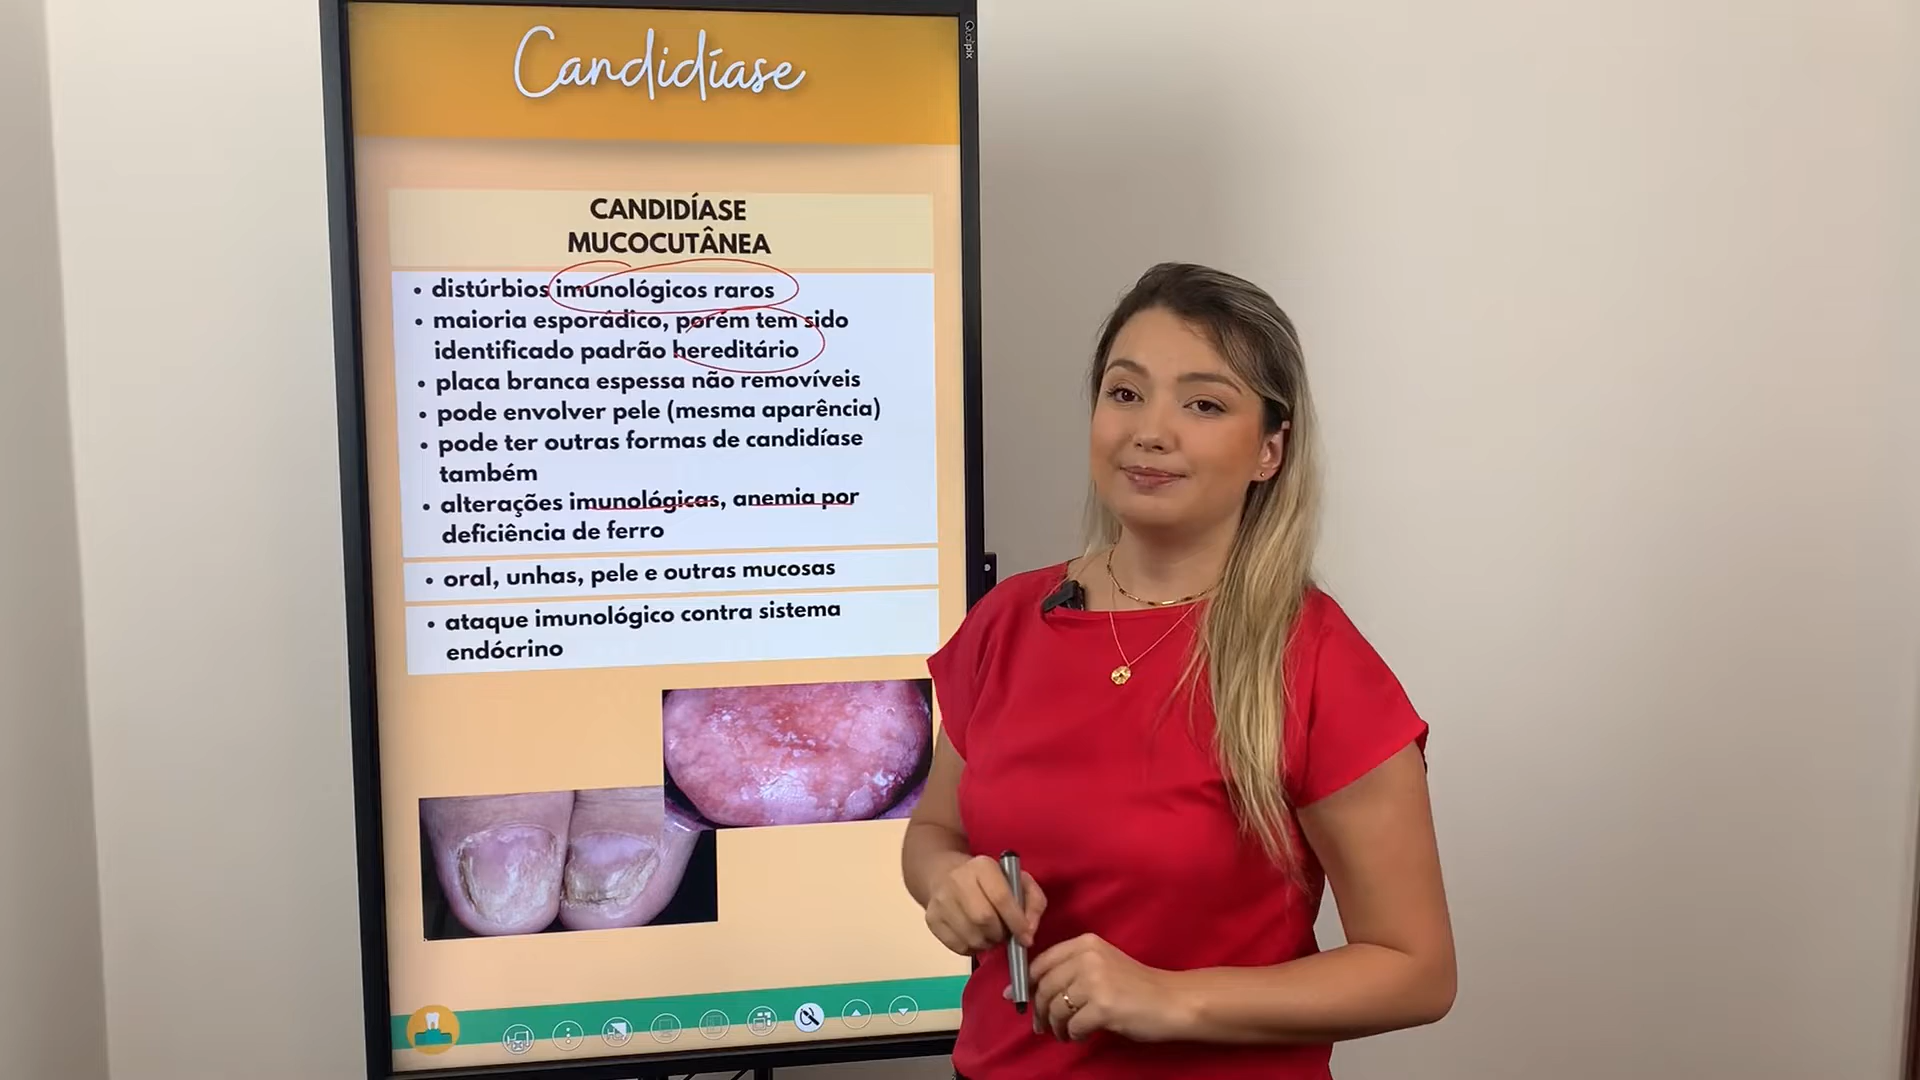 Candidíase
Qualpix
CANDIDÍASE
MUCOCUTÂNEA
• distúrbios imunológicos raros
• maioria esporádico, porém tem sido
identificado padrão hereditário
• placa branca espessa não removíveis
• pode envolver pele (mesma aparência)
• pode ter outras formas de candidíase
também
• alterações imunológicas, anemia por
deficiência de ferro
• oral, unhas, pele e outras mucosas
• ataque imunológico contra sistema
endócrino